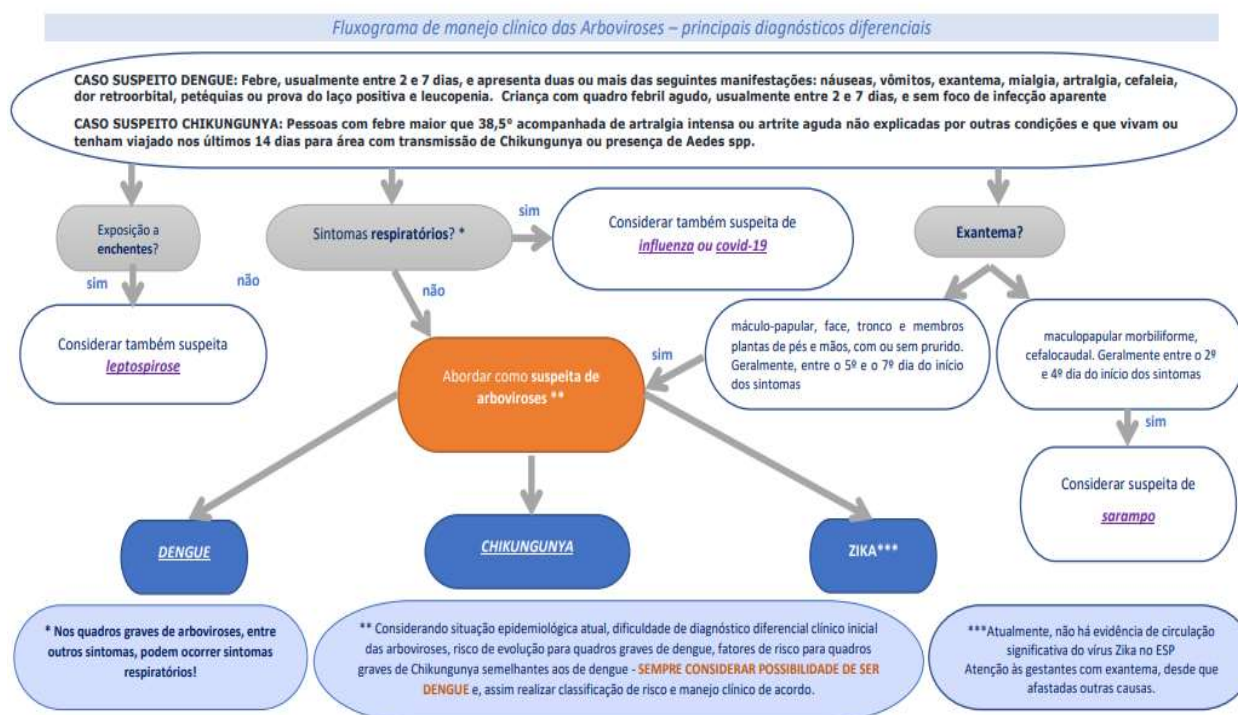 Fluxograma de manejo clínico das Arboviroses – principais diagnósticos diferenciais
CASO SUSPEITO DENGUE: Febre, usualmente entre 2 e 7 dias, e apresenta duas ou mais das seguintes manifestações: náuseas, vômitos, exantema, mialgia, artralgia, cefaleia,
dor retroorbital, petéquias ou prova do laço positiva e leucopenia. Criança com quadro febril agudo, usualmente entre 2 e 7 dias, e sem foco de infecção aparente
CASO SUSPEITO CHIKUNGUNYA: Pessoas com febre maior que 38,5° acompanhada de artralgia intensa ou artrite aguda não explicadas por outras condições e que vivam ou
tenham viajado nos últimos 14 dias para área com transmissão de Chikungunya ou presença de Aedes spp.
Exposição a
enchentes?
sim
não
Considerar também suspeita
leptospirose
Sintomas respiratórios? *
sim
não
Considerar também suspeita de
influenza ou covid-19
Exantema?
máculo-papular, face, tronco e membros
plantas de pés e mãos, com ou sem prurido.
Geralmente, entre o 5º e o 7º dia do início
dos sintomas
sim
maculopapular morbiliforme,
cefalocaudal. Geralmente entre o 2º
e 4º dia do início dos sintomas
sim
Considerar suspeita de
sarampo
Abordar como suspeita de
arboviroses **
DENGUE
CHIKUNGUNYA
ZIKA***
* Nos quadros graves de arboviroses, entre
outros sintomas, podem ocorrer sintomas
respiratórios!
** Considerando situação epidemiológica atual, dificuldade de diagnóstico diferencial clínico inicial
das arboviroses, risco de evolução para quadros graves de dengue, fatores de risco para quadros
graves de Chikungunya semelhantes aos de dengue - SEMPRE CONSIDERAR POSSIBILIDADE DE SER
DENGUE e, assim realizar classificação de risco e manejo clínico de acordo.
***Atualmente, não há evidência de circulação
significativa do vírus Zika no ESP
Atenção às gestantes com exantema, desde que
afastadas outras causas.